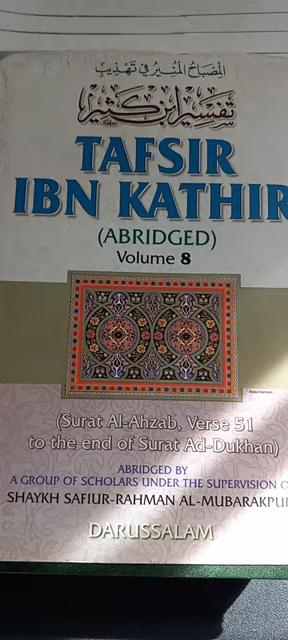 المصباح المنير في تهذيب
تفسير ابن كثير
TAFSIR
IBN KATHIR
(ABRIDGED)
Volume 8
(Surat Al-Ahzab, Verse 51
to the end of Surat Ad-Dukhan)
ABRIDGED BY
A GROUP OF SCHOLARS UNDER THE SUPERVISION O
SHAYKH SAFIUR-RAHMAN AL-MUBARAKPU
DARUSSALAM